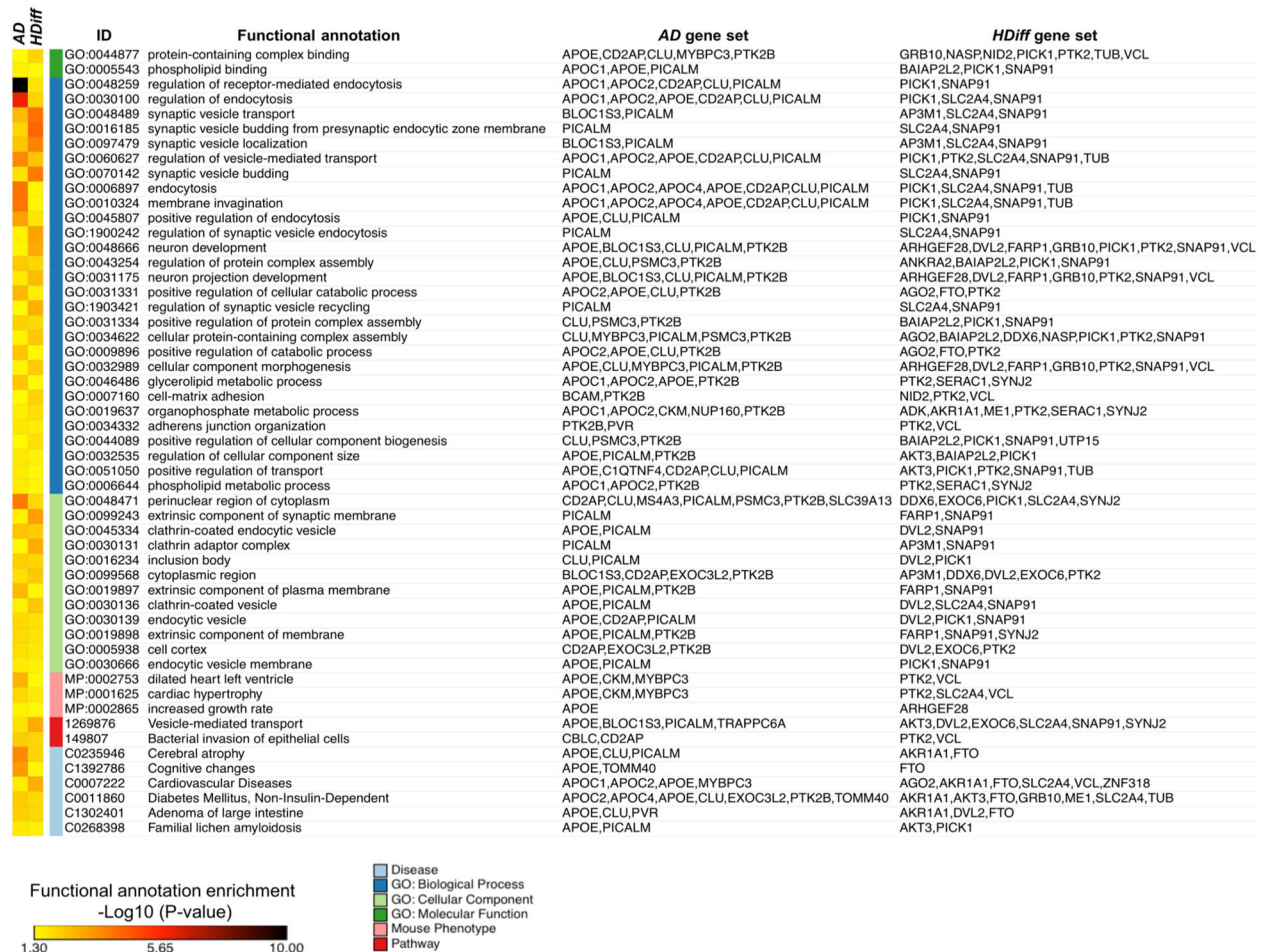 AD HDiff ID Functional annotation AD gene set HDiff gene set
GO:0044877 protein-containing complex binding APOE,CD2AP,CLU,MYBPC3,PTK2B GRB10,NASP,NID2,PICK1,PTK2,TUB,VCL
GO:0005543 phospholipid binding APOC1,APOE,PICALM BAIAP2L2,PICK1,SNAP91
GO:0048259 regulation of receptor-mediated endocytosis APOC1,APOC2,CD2AP,CLU,PICALM PICK1,SNAP91
GO:0030100 regulation of endocytosis APOC1,APOC2,APOE,CD2AP,CLU,PICALM PICK1,SLC2A4,SNAP91
GO:0048489 synaptic vesicle transport BLOC1S3,PICALM AP3M1,SLC2A4,SNAP91
GO:0016185 synaptic vesicle budding from presynaptic endocytic zone membrane PICALM SLC2A4,SNAP91
GO:0097479 synaptic vesicle localization BLOC1S3,PICALM AP3M1,SLC2A4,SNAP91
GO:0060627 regulation of vesicle-mediated transport APOC1,APOC2,APOE,CD2AP,CLU,PICALM PICK1,PTK2,SLC2A4,SNAP91,TUB
GO:0070142 synaptic vesicle budding PICALM SLC2A4,SNAP91
GO:0006897 endocytosis APOC1,APOC2,APOC4,APOE,CD2AP,CLU,PICALM PICK1,SLC2A4,SNAP91,TUB
GO:0010324 membrane invagination APOC1,APOC2,APOC4,APOE,CD2AP,CLU,PICALM PICK1,SLC2A4,SNAP91,TUB
GO:0045807 positive regulation of endocytosis APOE,CLU,PICALM PICK1,SNAP91
GO:1900242 regulation of synaptic vesicle endocytosis PICALM SLC2A4,SNAP91
GO:0048666 neuron development APOE,BLOC1S3,CLU,PICALM,PTK2B ARHGEF28,DVL2,FARP1,GRB10,PICK1,PTK2,SNAP91,VCL
GO:0043254 regulation of protein complex assembly APOE,CLU,PSMC3,PTK2B ANKRA2,BAIAP2L2,PICK1,SNAP91
GO:0031175 neuron projection development APOE,BLOC1S3,CLU,PICALM,PTK2B ARHGEF28,DVL2,FARP1,GRB10,PTK2,SNAP91,VCL
GO:0031331 positive regulation of cellular catabolic process APOC2,APOE,CLU,PTK2B AGO2,FTO,PTK2
GO:1903421 regulation of synaptic vesicle recycling PICALM SLC2A4,SNAP91
GO:0031334 positive regulation of protein complex assembly CLU,PSMC3,PTK2B BAIAP2L2,PICK1,SNAP91
GO:0034622 cellular protein-containing complex assembly CLU,MYBPC3,PICALM,PSMC3,PTK2B AGO2,BAIAP2L2,DDX6,NASP,PICK1,PTK2,SNAP91
GO:0009896 positive regulation of catabolic process APOC2,APOE,CLU,PTK2B AGO2,FTO,PTK2
GO:0032989 cellular component morphogenesis APOE,CLU,MYBPC3,PICALM,PTK2B ARHGEF28,DVL2,FARP1,GRB10,PTK2,SNAP91,VCL
GO:0046486 glycerolipid metabolic process APOC1,APOC2,APOE,PTK2B PTK2,SERAC1,SYNJ2
GO:0007160 cell-matrix adhesion BCAM,PTK2B NID2,PTK2,VCL
GO:0019637 organophosphate metabolic process APOC1,APOC2,CKM,NUP160,PTK2B ADK,AKR1A1,ME1,PTK2,SERAC1,SYNJ2
GO:0034332 adherens junction organization PTK2B,PVR PTK2,VCL
GO:0044089 positive regulation of cellular component biogenesis CLU,PSMC3,PTK2B BAIAP2L2,PICK1,SNAP91,UTP15
GO:0032535 regulation of cellular component size APOE,PICALM,PTK2B AKT3,BAIAP2L2,PICK1
GO:0051050 positive regulation of transport APOE,C1QTNF4,CD2AP,CLU,PICALM AKT3,PICK1,PTK2,SNAP91,TUB
GO:0006644 phospholipid metabolic process APOC1,APOC2,PTK2B PTK2,SERAC1,SYNJ2
GO:0048471 perinuclear region of cytoplasm CD2AP,CLU,MS4A3,PICALM,PSMC3,PTK2B,SLC39A13 DDX6,EXOC6,PICK1,SLC2A4,SYNJ2
GO:0099243 extrinsic component of synaptic membrane PICALM FARP1,SNAP91
GO:0045334 clathrin-coated endocytic vesicle APOE,PICALM DVL2,SNAP91
GO:0030131 clathrin adaptor complex PICALM AP3M1,SNAP91
GO:0016234 inclusion body CLU,PICALM DVL2,PICK1
GO:0099568 cytoplasmic region BLOC1S3,CD2AP,EXOC3L2,PTK2B AP3M1,DDX6,DVL2,EXOC6,PTK2
GO:0019897 extrinsic component of plasma membrane APOE,PICALM,PTK2B FARP1,SNAP91
GO:0030136 clathrin-coated vesicle APOE,PICALM DVL2,SLC2A4,SNAP91
GO:0030139 endocytic vesicle APOE,CD2AP,PICALM DVL2,PICK1,SNAP91
GO:0019898 extrinsic component of membrane APOE,PICALM,PTK2B FARP1,SNAP91,SYNJ2
GO:0005938 cell cortex CD2AP,EXOC3L2,PTK2B DVL2,EXOC6,PTK2
GO:0030666 endocytic vesicle membrane APOE,PICALM PICK1,SNAP91
MP:0002753 dilated heart left ventricle APOE,CKM,MYBPC3 PTK2,VCL
MP:0001625 cardiac hypertrophy APOE,CKM,MYBPC3 PTK2,SLC2A4,VCL
MP:0002865 increased growth rate APOE ARHGEF28
1269876 Vesicle-mediated transport APOE,BLOC1S3,PICALM,TRAPPC6A AKT3,DVL2,EXOC6,SLC2A4,SNAP91,SYNJ2
149807 Bacterial invasion of epithelial cells CBLC,CD2AP PTK2,VCL
C0235946 Cerebral atrophy APOE,CLU,PICALM AKR1A1,FTO
C1392786 Cognitive changes APOE,TOMM40 FTO
C0007222 Cardiovascular Diseases APOC1,APOC2,APOE,MYBPC3 AGO2,AKR1A1,FTO,SLC2A4,VCL,ZNF318
C0011860 Diabetes Mellitus, Non-Insulin-Dependent APOC2,APOC4,APOE,CLU,EXOC3L2,PTK2B,TOMM40 AKR1A1,AKT3,FTO,GRB10,ME1,SLC2A4,TUB
C1302401 Adenoma of large intestine APOE,CLU,PVR AKR1A1,DVL2,FTO
C0268398 Familial lichen amyloidosis APOE,PICALM AKT3,PICK1
Functional annotation enrichment
-Log10 (P-value)
1.30 5.65 10.00
Disease
GO: Biological Process
GO: Cellular Component
GO: Molecular Function
Mouse Phenotype
Pathway